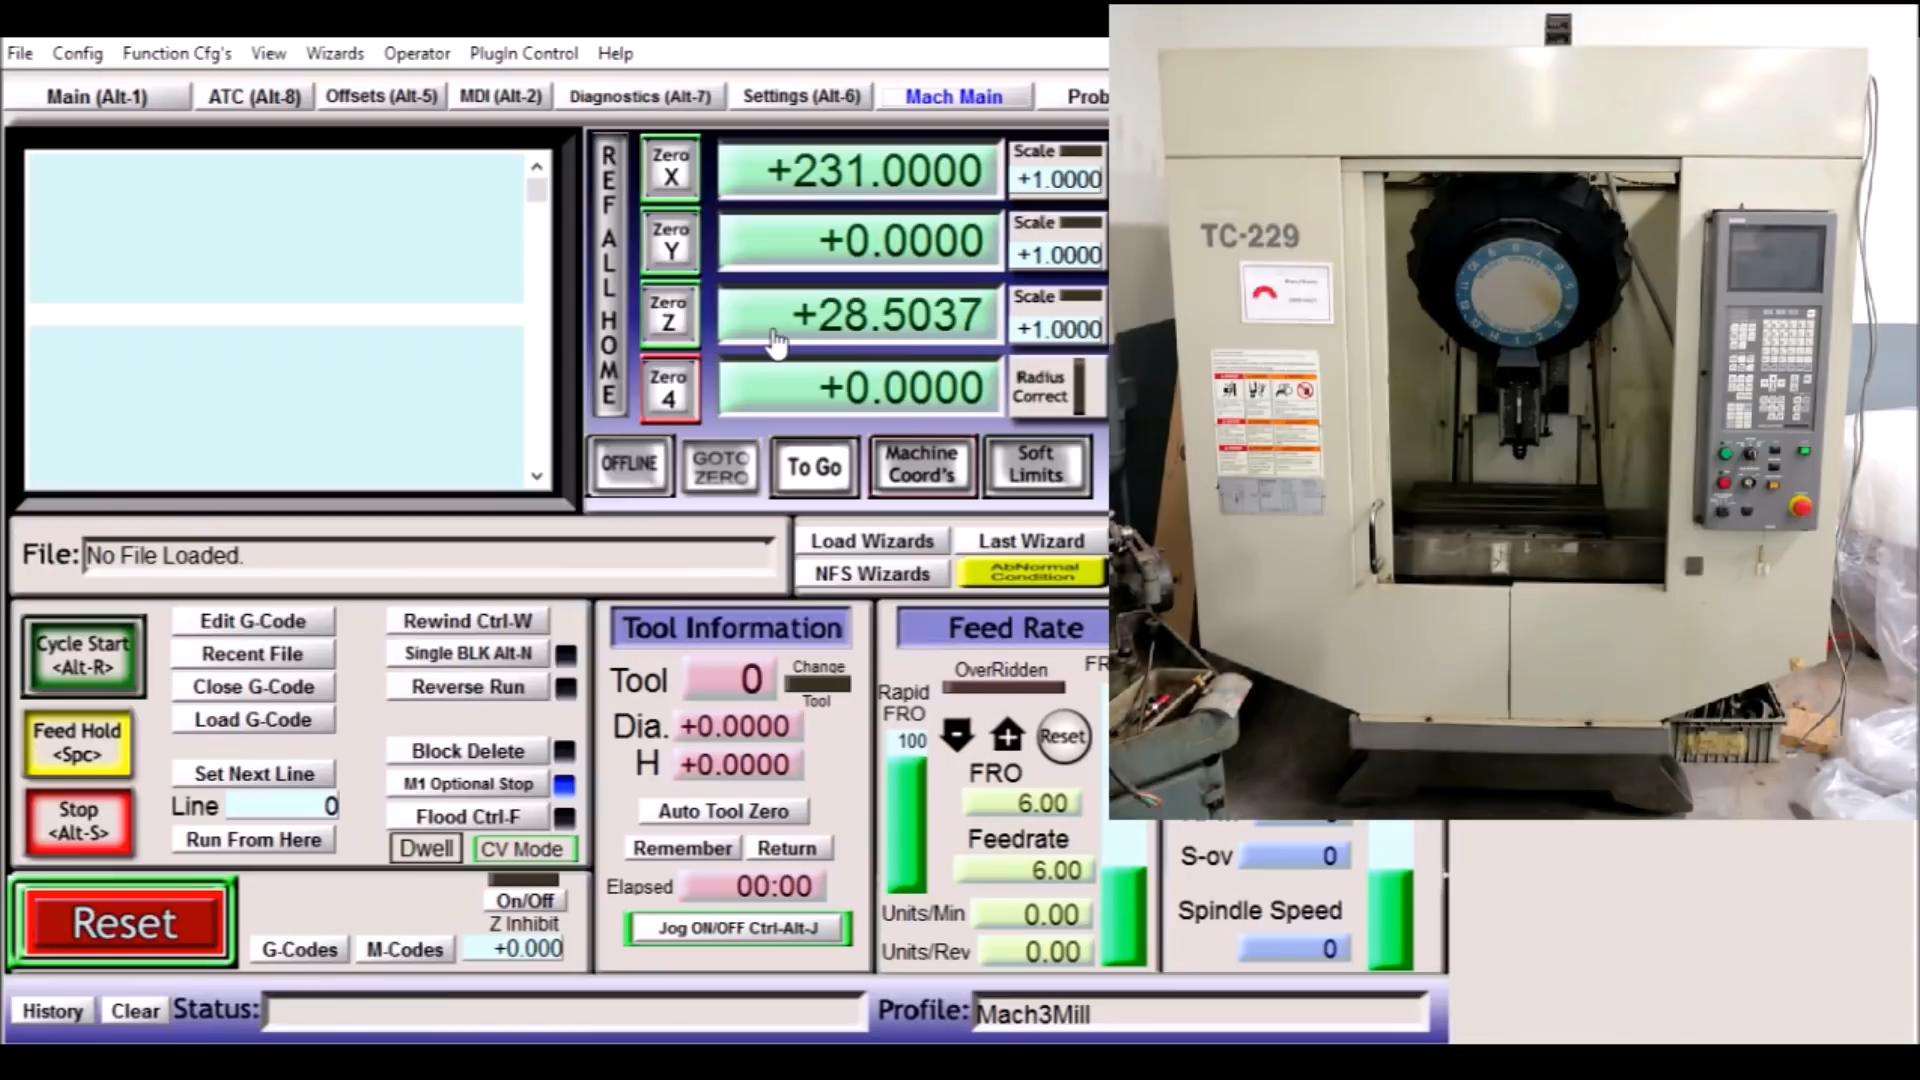 File Config Function Cfg's View Wizards Operator PlugIn Control Help
Main (Alt-1) ATC (Alt-8) Offsets (Alt-5) MDI (Alt-2) Diagnostics (Alt-7) Settings (Alt-6) Mach Main Prob
REF ALL HOME
Zero X +231.0000 Scale +1.0000
Zero Y +0.0000 Scale +1.0000
Zero Z +28.5037 Scale +1.0000
Zero 4 +0.0000 Radius Correct
OFFLINE GOTO ZERO To Go Machine Coord's Soft Limits
File: No File Loaded.
Load Wizards Last Wizard
NFS Wizards AbNormal Condition
Cycle Start <Alt-R>
Feed Hold <Spc>
Stop <Alt-S>
Edit G-Code
Recent File
Close G-Code
Load G-Code
Set Next Line
Line 0
Run From Here
Rewind Ctrl-W
Single BLK Alt-N
Reverse Run
Block Delete
M1 Optional Stop
Flood Ctrl-F
Dwell CV Mode
Reset
G-Codes M-Codes
On/Off
Z Inhibit
+0.000
Tool Information
Tool 0 Change Tool
Dia. +0.0000
H +0.0000
Auto Tool Zero
Remember Return
Elapsed 00:00
Jog ON/OFF Ctrl-Alt-J
Feed Rate
OverRidden FR
Rapid FRO
100
Reset
FRO
6.00
Feedrate
6.00
Units/Min 0.00
Units/Rev 0.00
S-ov 0
Spindle Speed
0
History Clear Status:
Profile: Mach3Mill
TC-229